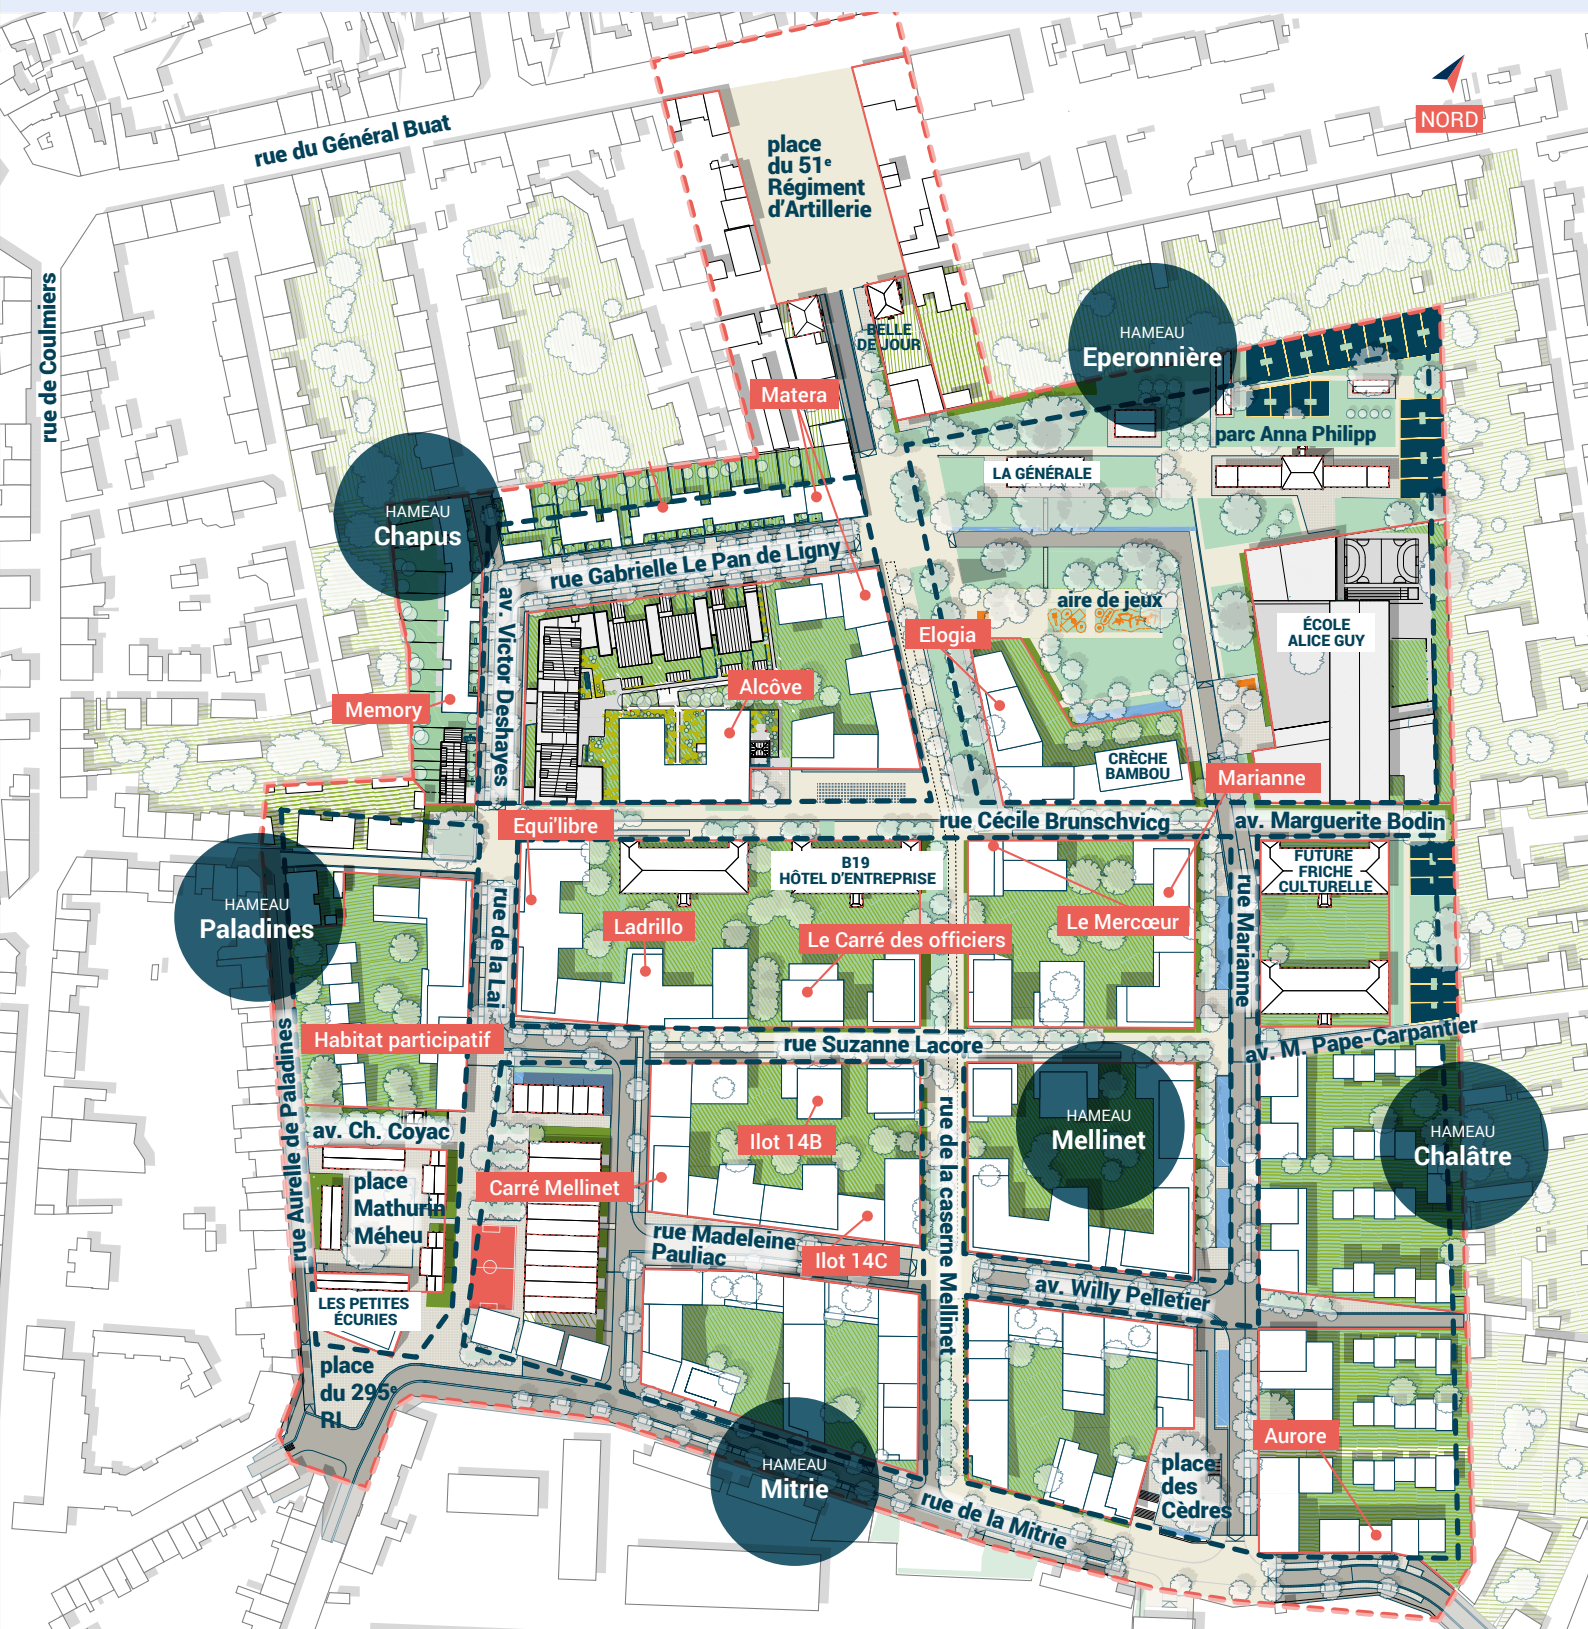 NORD
rue du Général Buat
place
du 51e
Régiment
d'Artillerie
rue de Coulmiers
BELLE
DE JOUR
HAMEAU
Eperonnière
Matera
parc Anna Philipp
LA GÉNÉRALE
HAMEAU
Chapus
rue Gabrielle Le Pan de Ligny
aire de jeux
ÉCOLE
ALICE GUY
Elogia
av. Victor Deshayes
Alcôve
Memory
CRÈCHE
BAMBOU
Marianne
Equi'libre
rue Cécile Brunschvicg
av. Marguerite Bodin
B19
HÔTEL D'ENTREPRISE
FUTURE
FRICHE
CULTURELLE
HAMEAU
Paladines
rue de la Lai
Ladrillo
Le Carré des officiers
Le Mercœur
rue Marianne
Habitat participatif
rue Suzanne Lacore
av. M. Pape-Carpantier
rue Aurelle de Paladines
av. Ch. Coyac
Ilot 14B
HAMEAU
Mellinet
HAMEAU
Chalâtre
place
Mathurin
Méheu
Carré Mellinet
rue de la caserne Mellinet
rue Madeleine
Pauliac
Ilot 14C
av. Willy Pelletier
LES PETITES
ÉCURIES
place
du 295e
RI
Aurore
HAMEAU
Mitrie
place
des
Cèdres
rue de la Mitrie